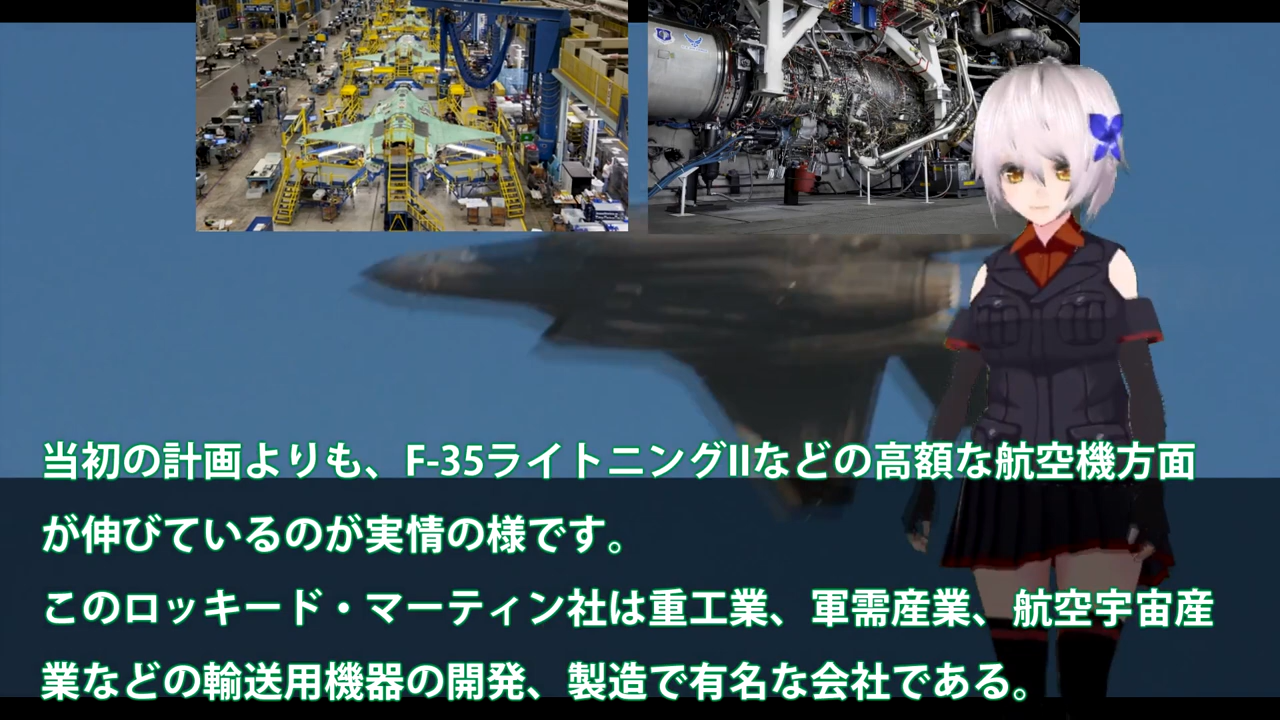 当初の計画よりも、F-35ライトニングIIなどの高額な航空機方面
が伸びているのが実情の様です。
このロッキード・マーティン社は重工業、軍需産業、航空宇宙産
業などの輸送用機器の開発、製造で有名な会社である。